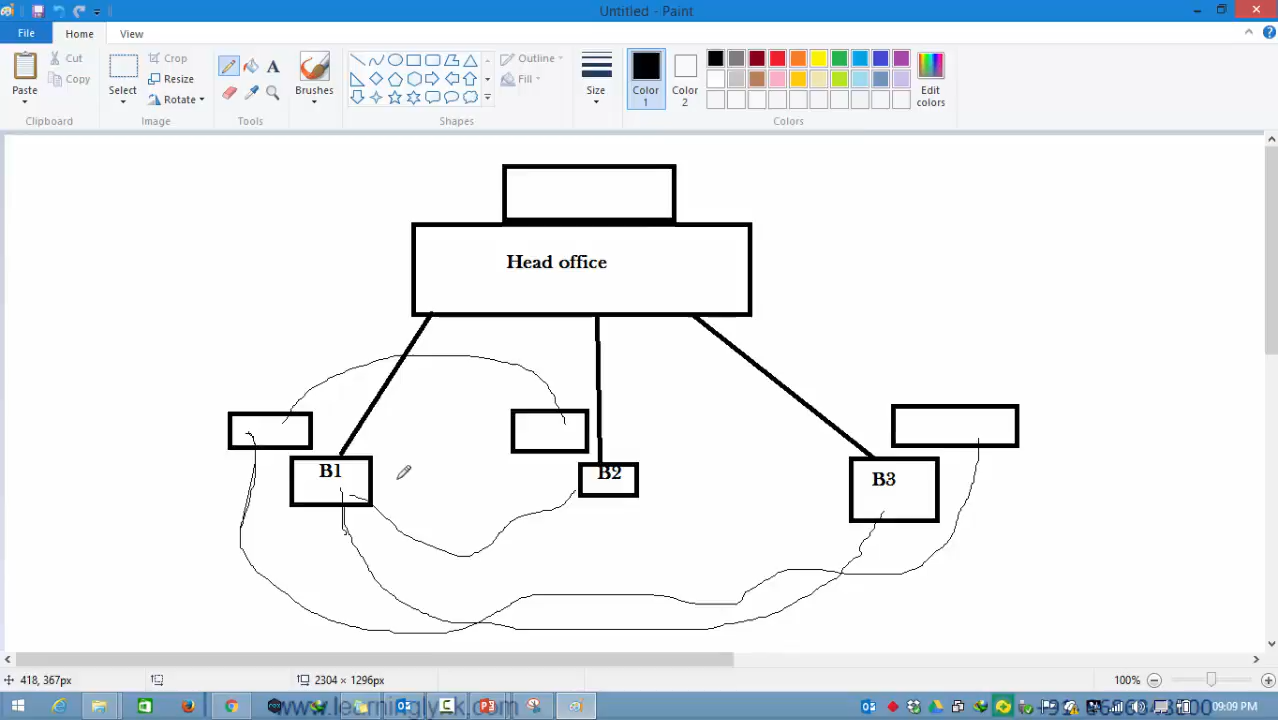 Untitled - Paint
File
Home
View
Paste
Cut
Copy
Clipboard
Select
Crop
Resize
Rotate
Image
A
Tools
Brushes
Outline
Fill
Shapes
Size
Color 1
Color 2
Edit colors
Colors
Head office
B1
B2
B3
418, 367px
2304 × 1296px
100%
09:09 PM